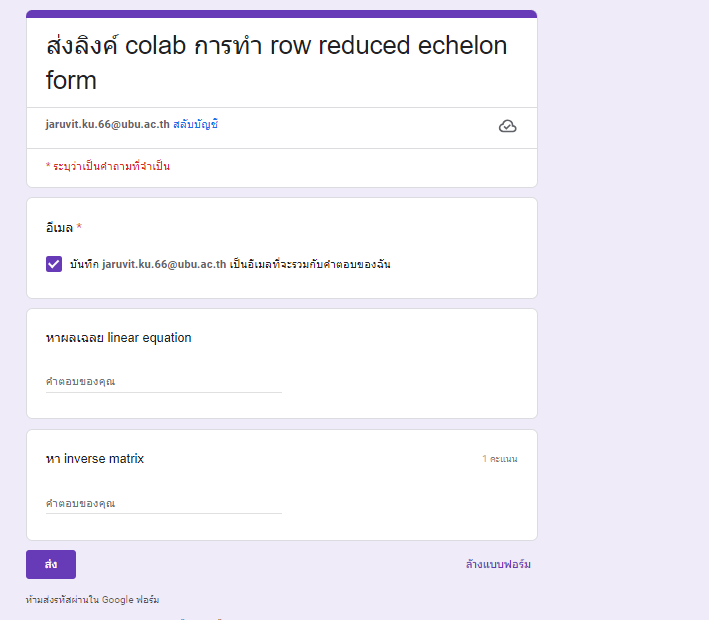 ส่งลิงค์ colab การทำ row reduced echelon
form
jaruvit.ku.66@ubu.ac.th สลับบัญชี
* ระบุว่าเป็นคำถามที่จำเป็น
อีเมล *
บันทึก jaruvit.ku.66@ubu.ac.th เป็นอีเมลที่จะรวมกับคำตอบของฉัน
หาผลเฉลย linear equation
คำตอบของคุณ
หา inverse matrix
1 คะแนน
คำตอบของคุณ
ส่ง
ล้างแบบฟอร์ม
ห้ามส่งรหัสผ่านใน Google ฟอร์ม